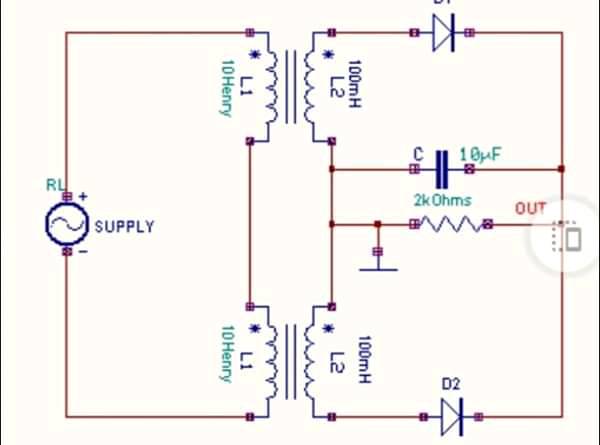 D1
10Henry
L1
L2
100mH
C
10µF
RL
+
2kOhms
OUT
SUPPLY
-
10Henry
L1
L2
100mH
D2